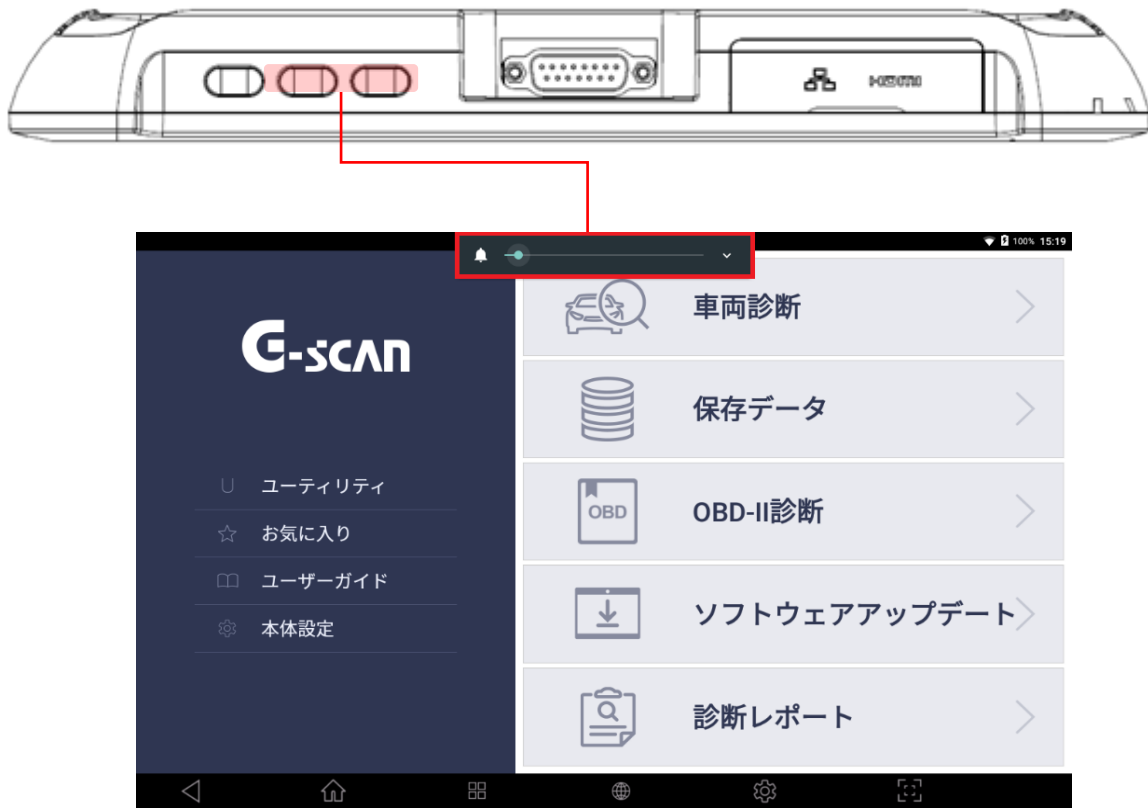 HDMI
100% 15:19
G-scan
ユーティリティ
お気に入り
ユーザーガイド
本体設定
車両診断
保存データ
OBD
OBD-II診断
ソフトウェアアップデート
診断レポート